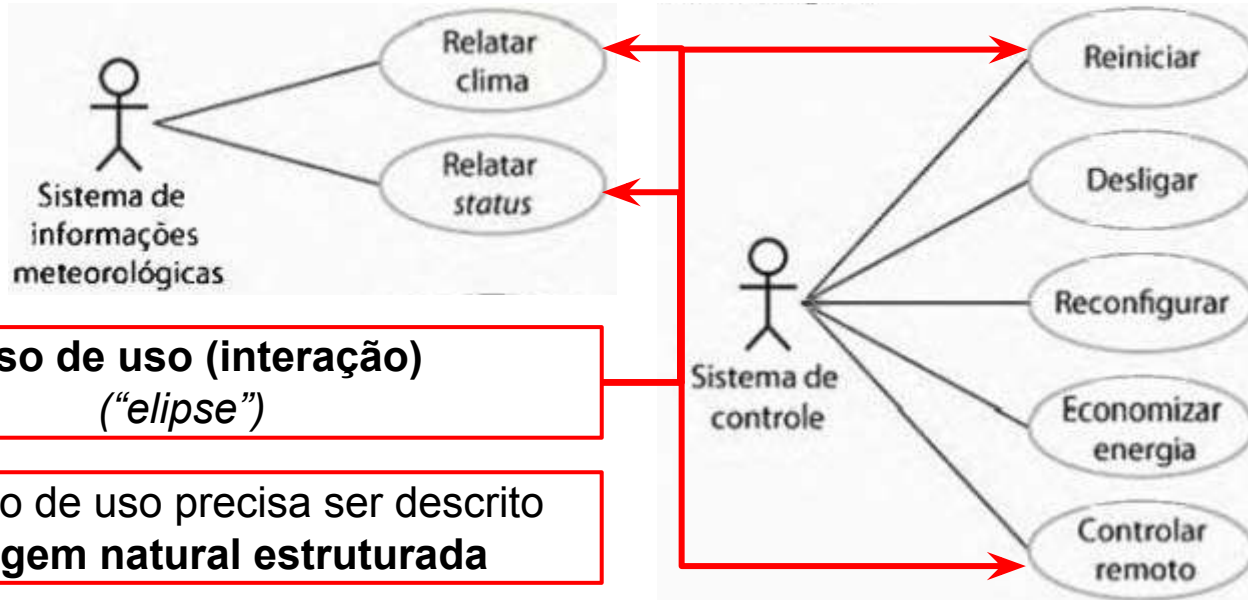 Relatar
clima
Relatar
status
Sistema de
informações
meteorológicas
so de uso (interação)
(“elipse”)
o de uso precisa ser descrito
gem natural estruturada
Reiniciar
Desligar
Reconfigurar
Economizar
energia
Controlar
remoto
Sistema de
controle